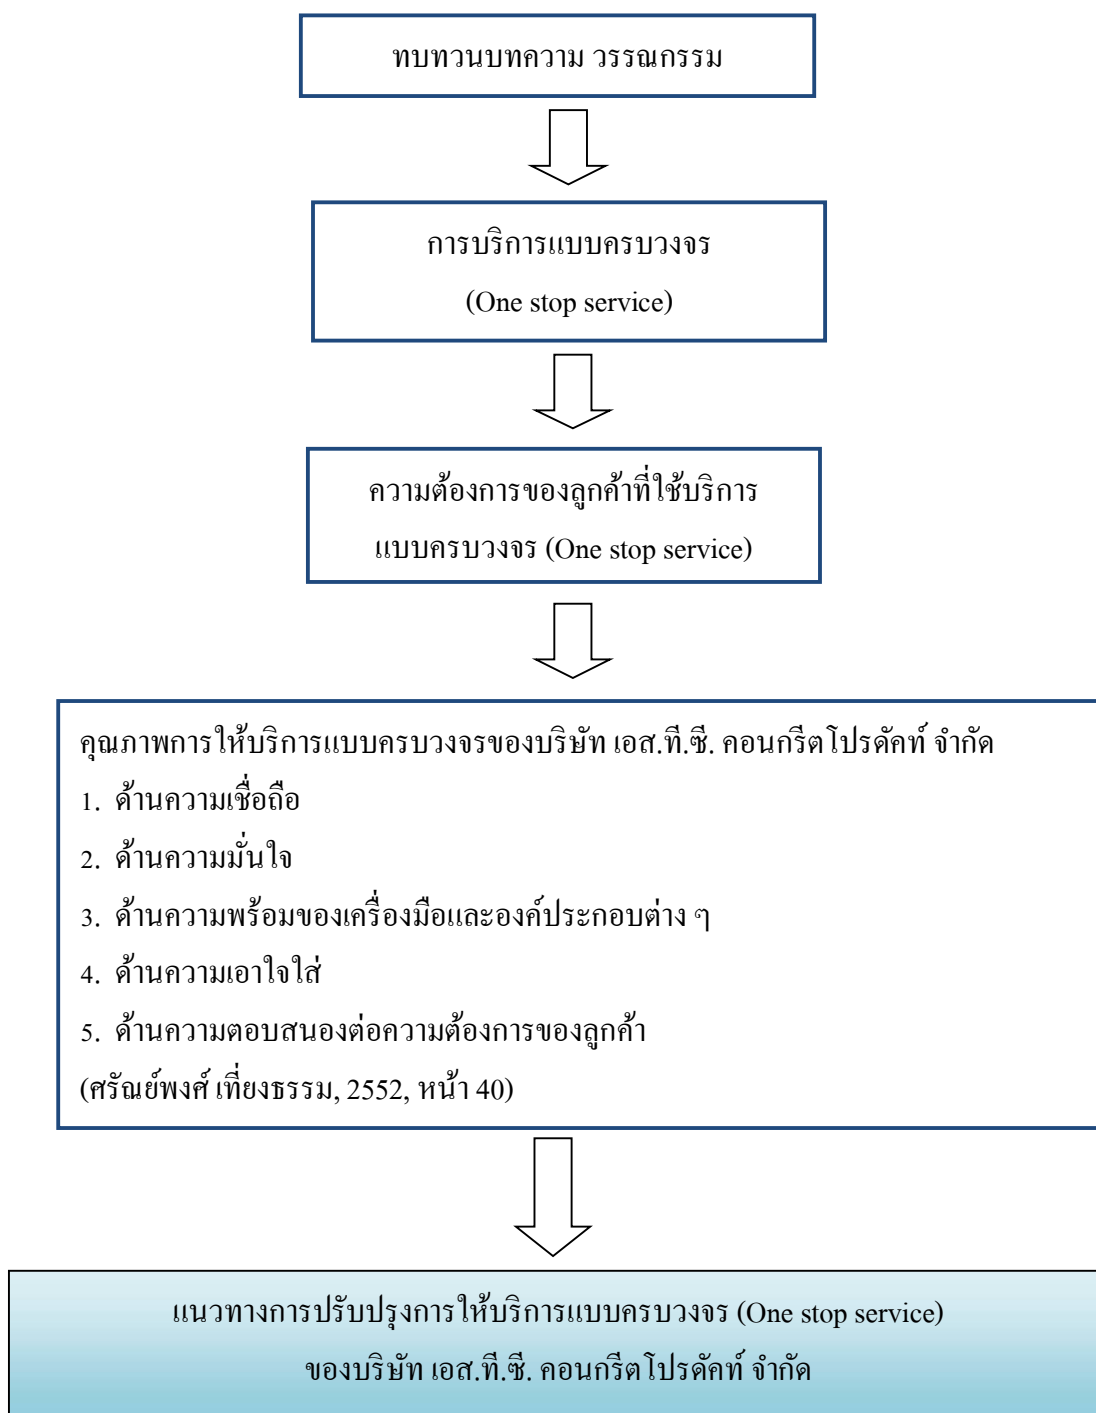 ทบทวนบทความ วรรณกรรม
การบริการแบบครบวงจร
(One stop service)
ความต้องการของลูกค้าที่ใช้บริการ
แบบครบวงจร (One stop service)
คุณภาพการให้บริการแบบครบวงจรของบริษัท เอส.ที.ซี. คอนกรีตโปรดัคท์ จำกัด
1. ด้านความเชื่อถือ
2. ด้านความมั่นใจ
3. ด้านความพร้อมของเครื่องมือและองค์ประกอบต่าง ๆ
4. ด้านความเอาใจใส่
5. ด้านความตอบสนองต่อความต้องการของลูกค้า
(ศรัณย์พงศ์ เที่ยงธรรม, 2552, หน้า 40)
แนวทางการปรับปรุงการให้บริการแบบครบวงจร (One stop service)
ของบริษัท เอส.ที.ซี. คอนกรีตโปรดัคท์ จำกัด